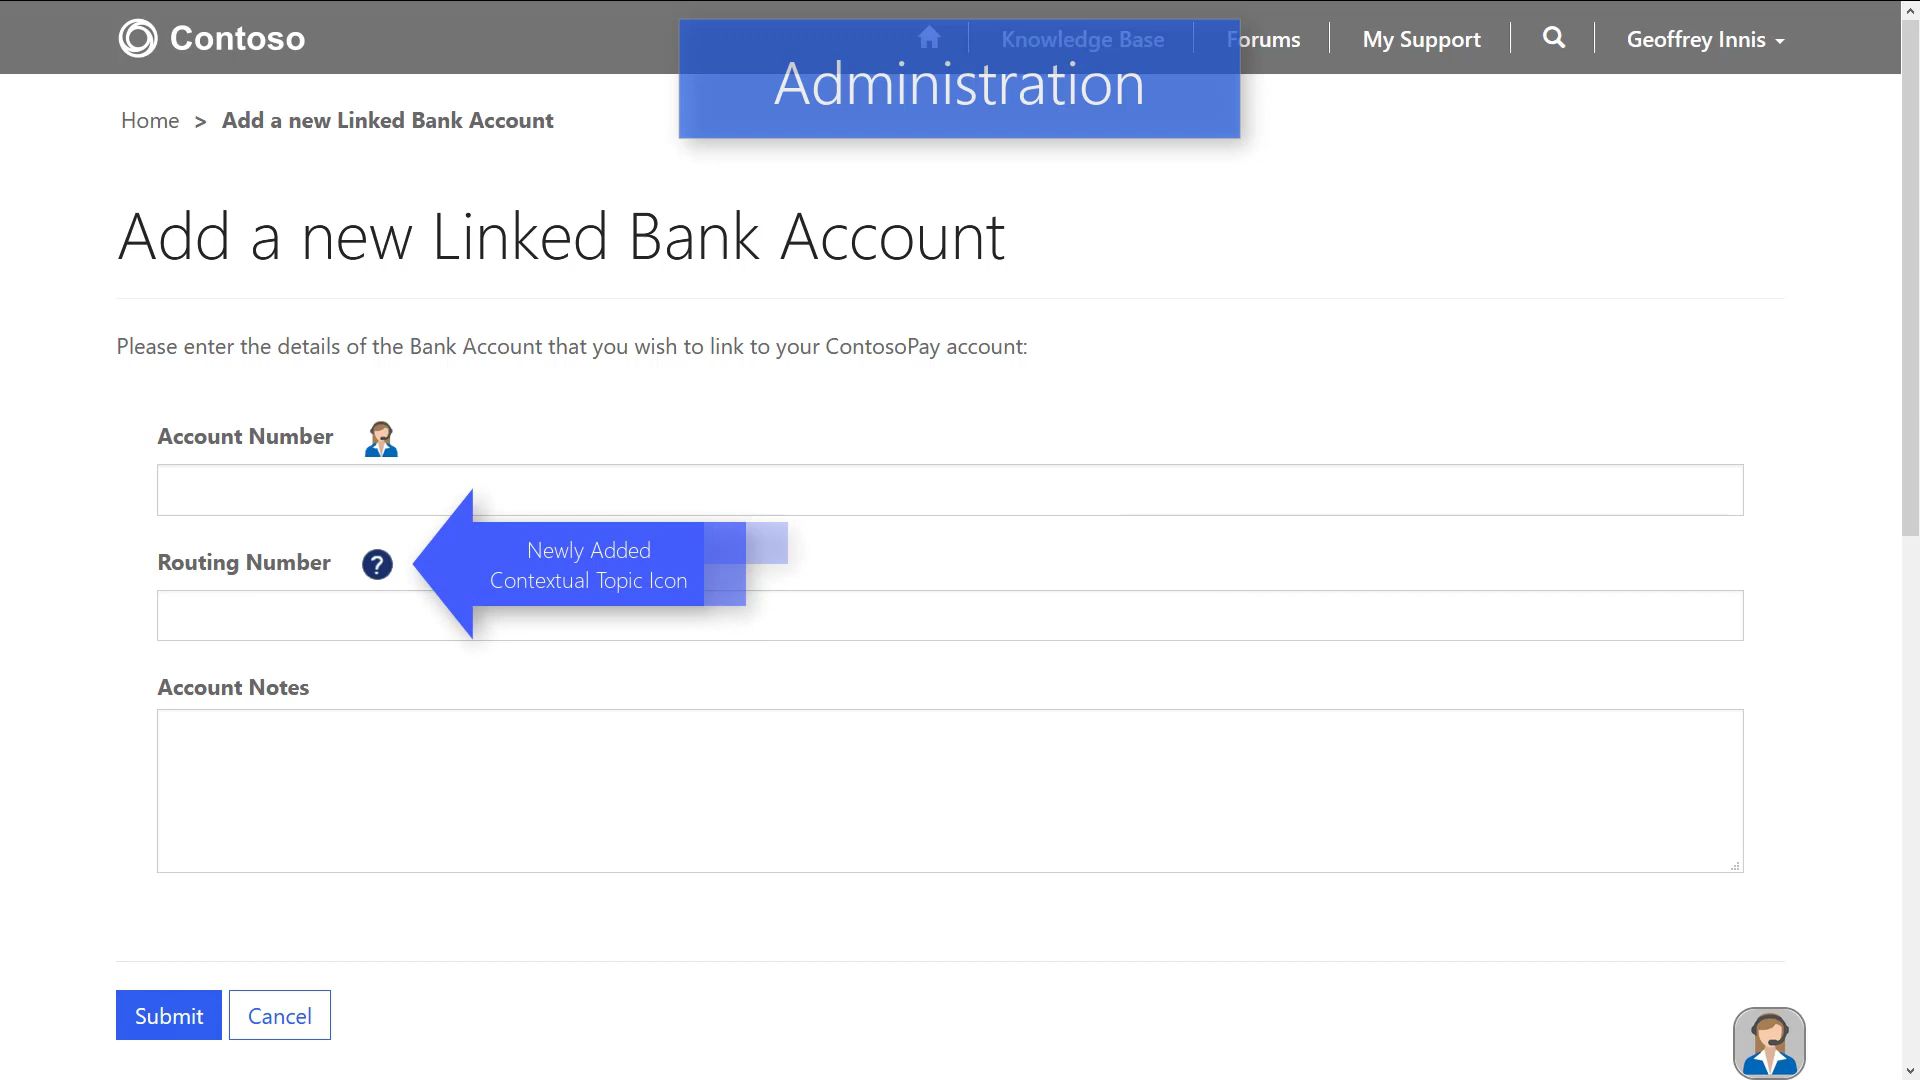 Contoso
Knowledge Base
Forums
My Support
Geoffrey Innis
Administration
Home > Add a new Linked Bank Account
Add a new Linked Bank Account
Please enter the details of the Bank Account that you wish to link to your ContosoPay account:
Account Number
Routing Number ?
Newly Added
Contextual Topic Icon
Account Notes
Submit
Cancel